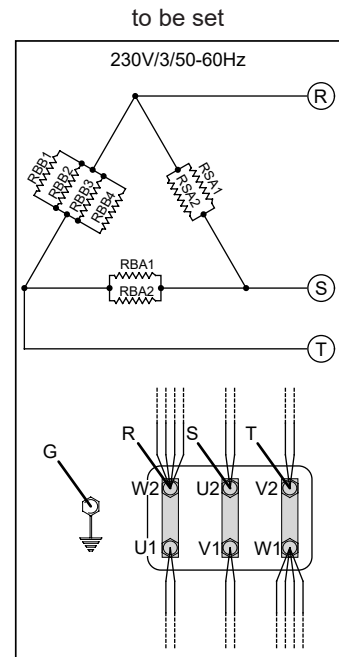 to be set
230V/3/50-60Hz
R
RBB1
RBB2
RBB3
RBB4
RSA1
RSA2
RBA1
RBA2
S
T
R S T
G
W2 U2 V2
U1 V1 W1